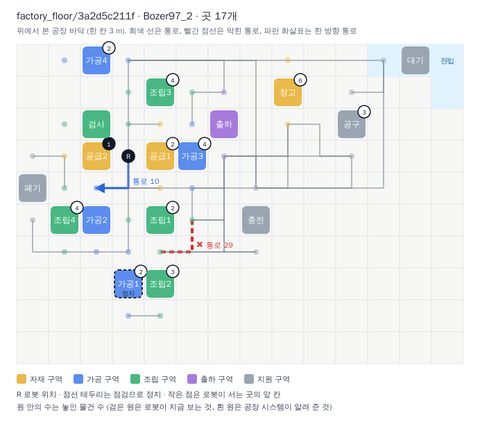 factory_floor/3a2d5c211f · Bozer97_2 · 곳 17개
위에서 본 공장 바닥 (한 칸 3 m). 회색 선은 통로, 빨간 점선은 막힌 통로, 파란 화살표는 한 방향 통로
가공4 2 대기 전립
조립3 4 창고 6
검사 출하 공구 3
공급2 1 R 공급1 2 가공3 4
통로 10
폐기
조립4 4 가공2 조립1 2 충전
✕ 통로 29
가공1 2 조립2 3
정지
자재 구역 가공 구역 조립 구역 출하 구역 지원 구역
R 로봇 위치 · 점선 테두리는 점검으로 정지 · 작은 점은 로봇이 서는 곳의 앞 칸
원 안의 수는 놓인 물건 수 (검은 원은 로봇이 지금 보는 것, 흰 원은 공장 시스템이 알려 준 것)